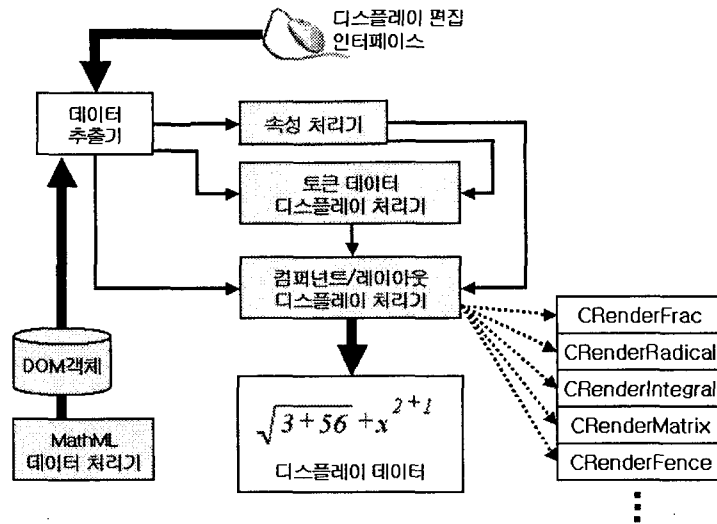 디스플레이 편집
인터페이스
데이터
추출기
속성 처리기
토큰 데이터
디스플레이 처리기
컴퍼넌트/레이아웃
디스플레이 처리기
CRenderFrac
CRenderRadical
CRenderIntegral
CRenderMatrix
CRenderFence
DOM객체
MathML
데이터 처리기
√3+56 +x^2+1
디스플레이 데이터